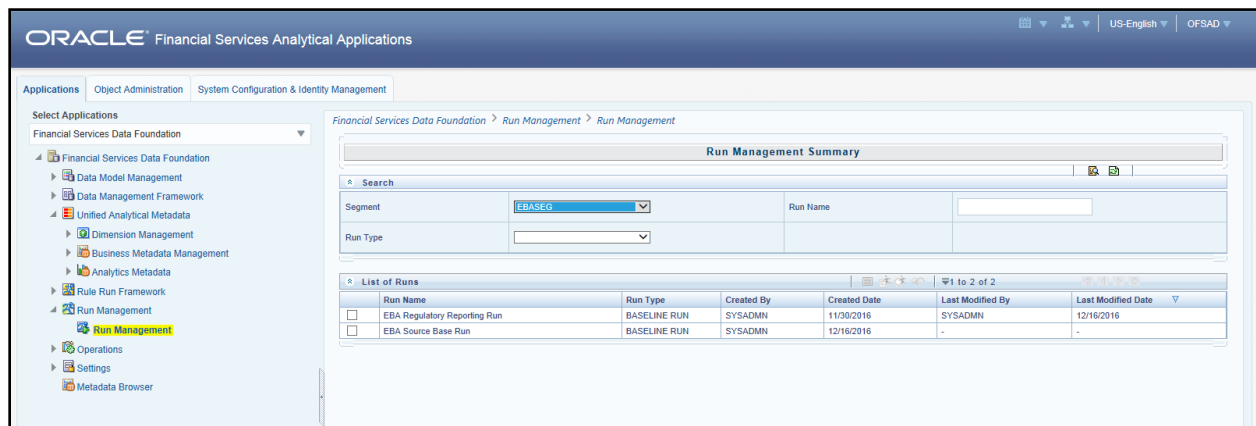 US-English OFSAD
ORACLE® Financial Services Analytical Applications
Applications Object Administration System Configuration & Identity Management
Select Applications
Financial Services Data Foundation
Financial Services Data Foundation
Data Model Management
Data Management Framework
Unified Analytical Metadata
Dimension Management
Business Metadata Management
Analytics Metadata
Rule Run Framework
Run Management
Run Management
Operations
Settings
Metadata Browser
Financial Services Data Foundation > Run Management > Run Management
Run Management Summary
Search
Segment EBASEG Run Name
Run Type
List of Runs 1 to 2 of 2
Run Name Run Type Created By Created Date Last Modified By Last Modified Date
EBA Regulatory Reporting Run BASELINE RUN SYSADMN 11/30/2016 SYSADMN 12/16/2016
EBA Source Base Run BASELINE RUN SYSADMN 12/16/2016 - -